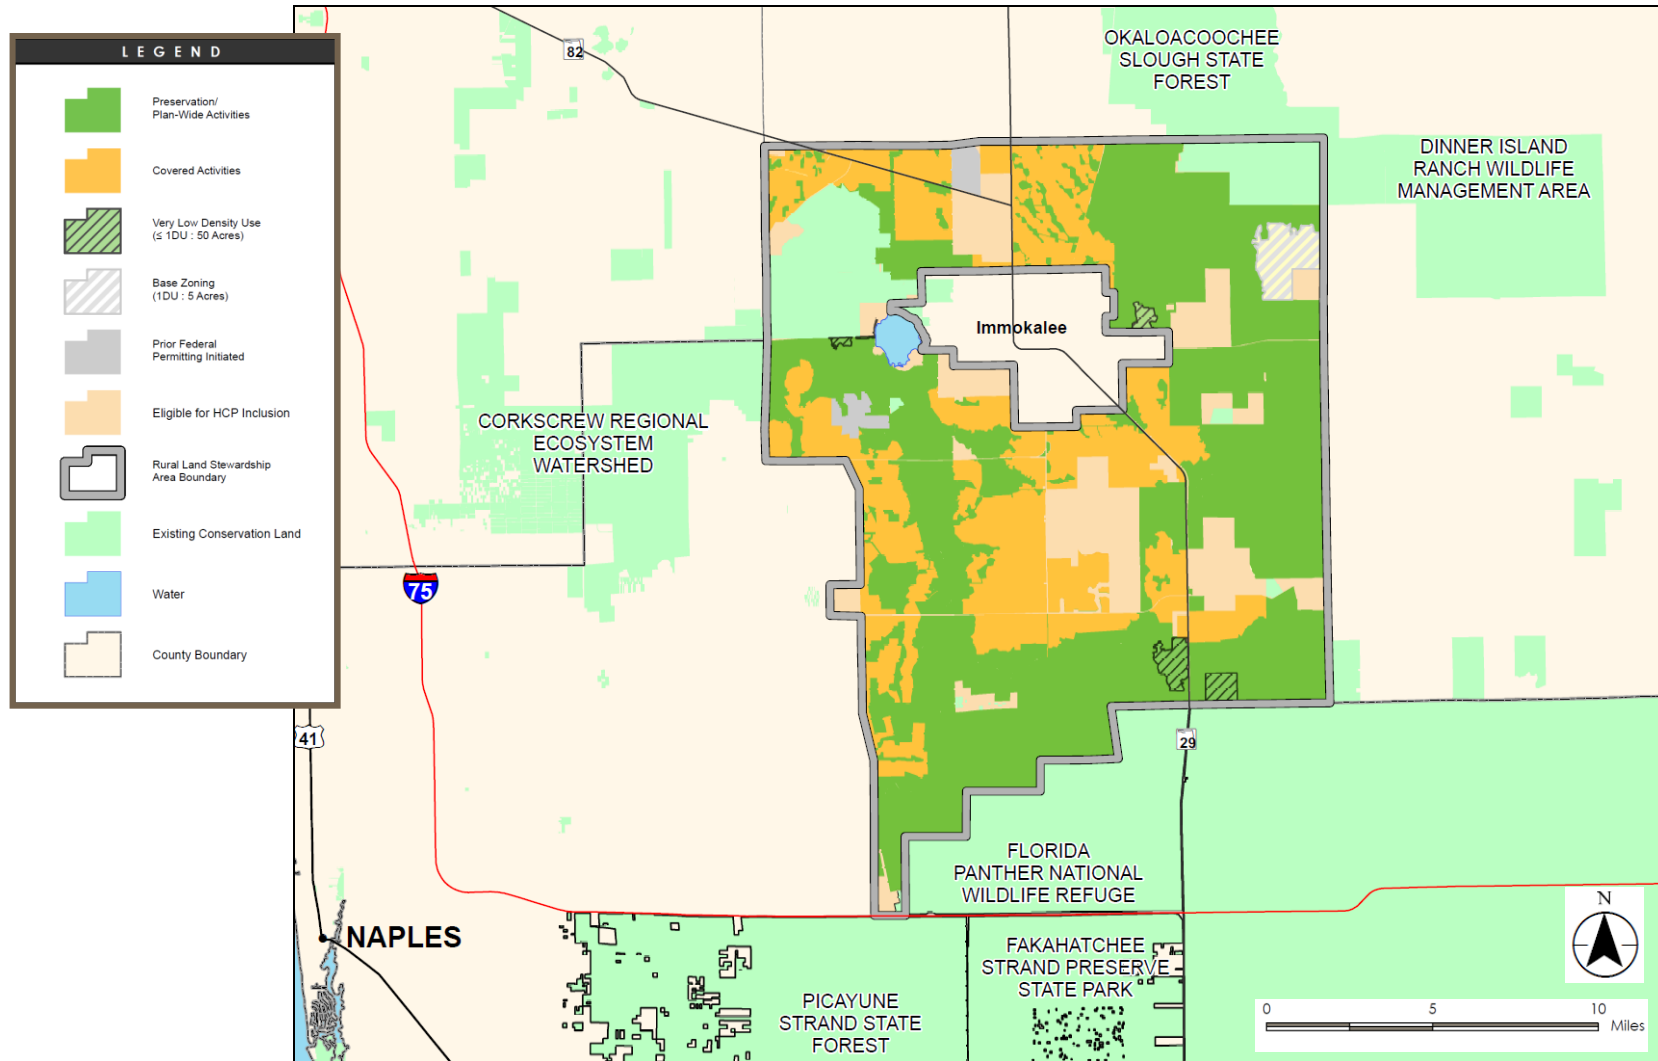 LEGEND
Preservation/
Plan-Wide Activities
Covered Activities
Very Low Density Use
(≤ 1DU : 50 Acres)
Base Zoning
(1DU : 5 Acres)
Prior Federal
Permitting Initiated
Eligible for HCP Inclusion
Rural Land Stewardship
Area Boundary
Existing Conservation Land
Water
County Boundary
82
OKALOACOOCHEE
SLOUGH STATE
FOREST
DINNER ISLAND
RANCH WILDLIFE
MANAGEMENT AREA
Immokalee
CORKSCREW REGIONAL
ECOSYSTEM
WATERSHED
75
41
29
FLORIDA
PANTHER NATIONAL
WILDLIFE REFUGE
NAPLES
FAKAHATCHEE
STRAND PRESERVE
STATE PARK
PICAYUNE
STRAND STATE
FOREST
N
0 5 10
Miles